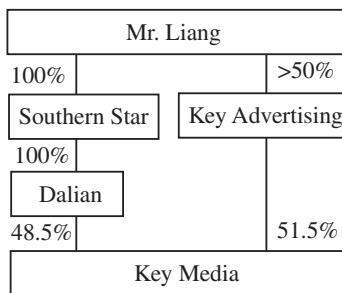 Mr. Liang
100% >50%
Southern Star Key Advertising
100%
Dalian
48.5% 51.5%
Key Media